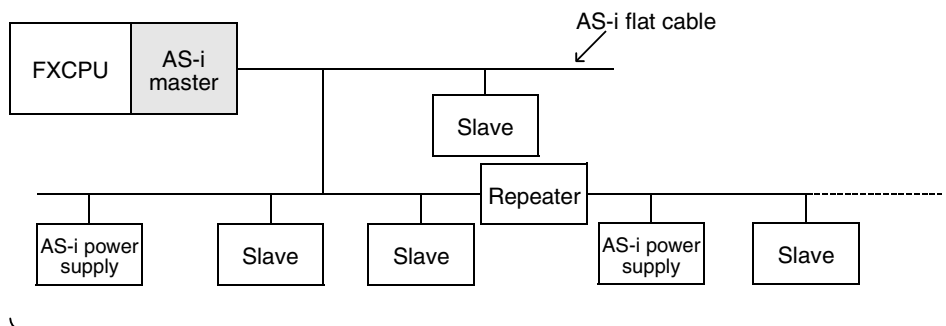 AS-i flat cable
FXCPU
AS-i
master
Slave
Repeater
AS-i power
supply
Slave
Slave
AS-i power
supply
Slave